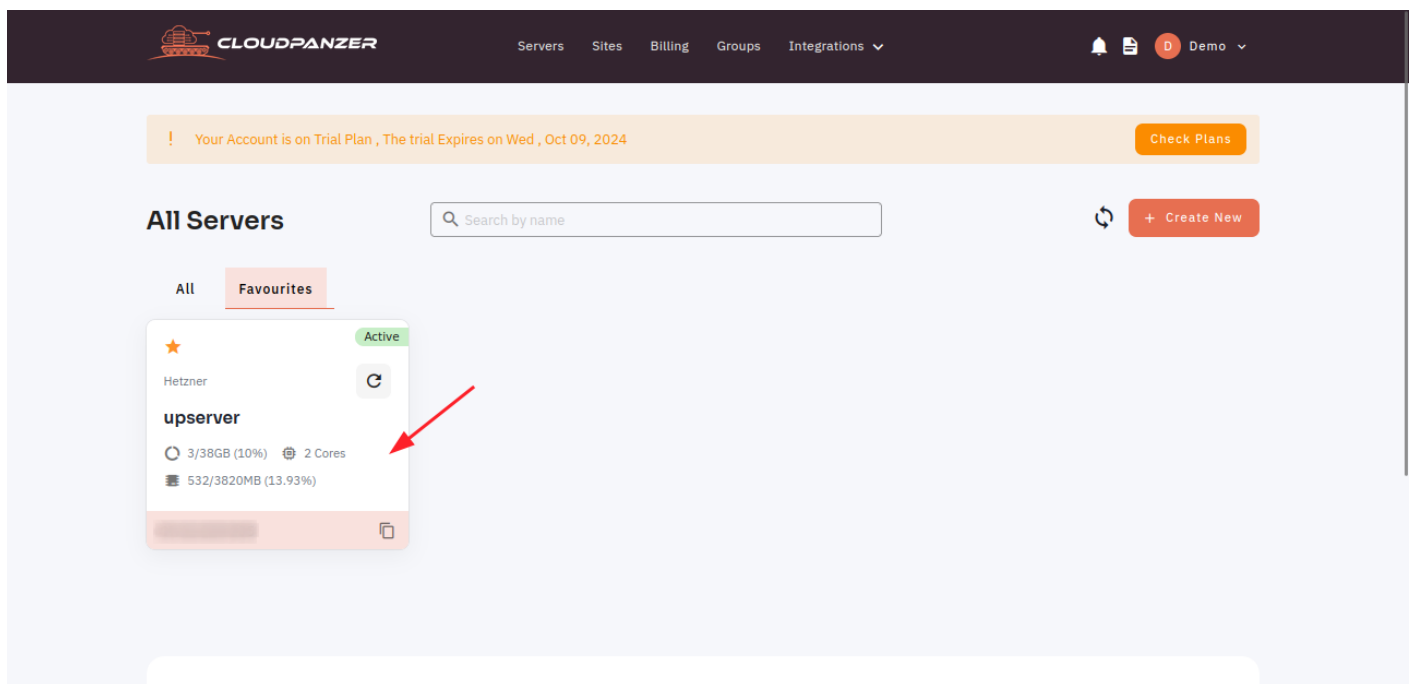 CLOUDPANZER
Servers Sites Billing Groups Integrations
D Demo
! Your Account is on Trial Plan , The trial Expires on Wed , Oct 09, 2024
Check Plans
All Servers
Search by name
+ Create New
All Favourites
Active
Hetzner
upserver
3/38GB (10%) 2 Cores
532/3820MB (13.93%)